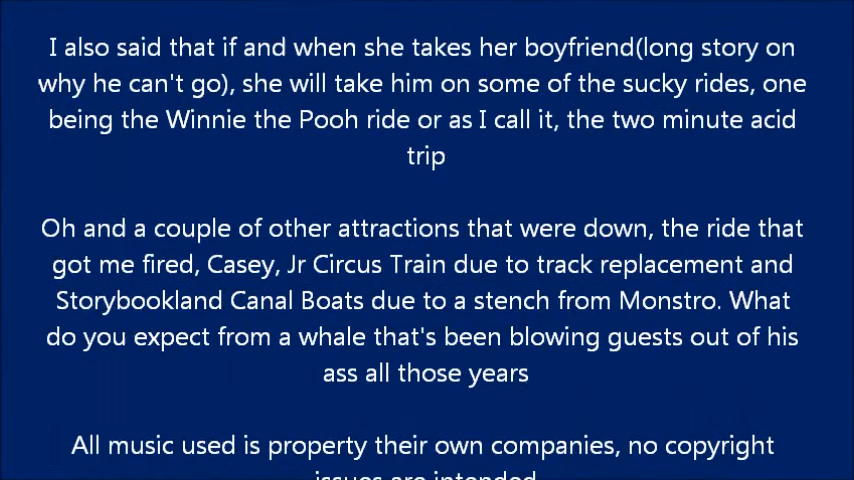 I also said that if and when she takes her boyfriend(long story on
why he can't go), she will take him on some of the sucky rides, one
being the Winnie the Pooh ride or as I call it, the two minute acid
trip
Oh and a couple of other attractions that were down, the ride that
got me fired, Casey, Jr Circus Train due to track replacement and
Storybookland Canal Boats due to a stench from Monstro. What
do you expect from a whale that's been blowing guests out of his
ass all those years
All music used is property their own companies, no copyright
issues are intended